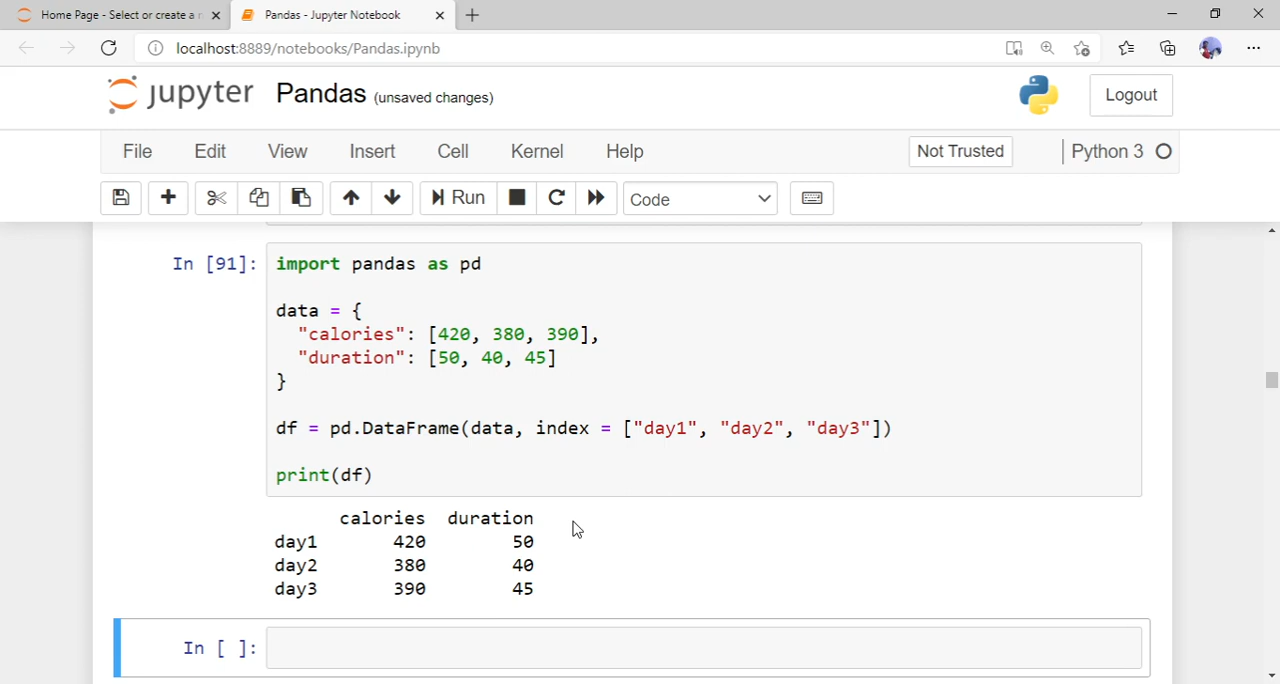 Home Page - Select or create a n
Pandas - Jupyter Notebook
localhost:8889/notebooks/Pandas.ipynb
jupyter Pandas (unsaved changes)
Logout
File Edit View Insert Cell Kernel Help Not Trusted Python 3
Run Code
In [91]: import pandas as pd
data = {
"calories": [420, 380, 390],
"duration": [50, 40, 45]
}
df = pd.DataFrame(data, index = ["day1", "day2", "day3"])
print(df)
calories duration
day1 420 50
day2 380 40
day3 390 45
In [ ]: